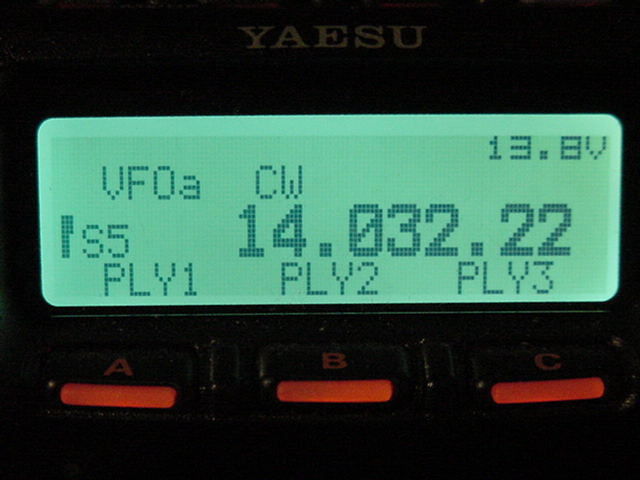 YAESU
13.8V
VFOa CW
S5 14.032.22
PLY1 PLY2 PLY3
A B C